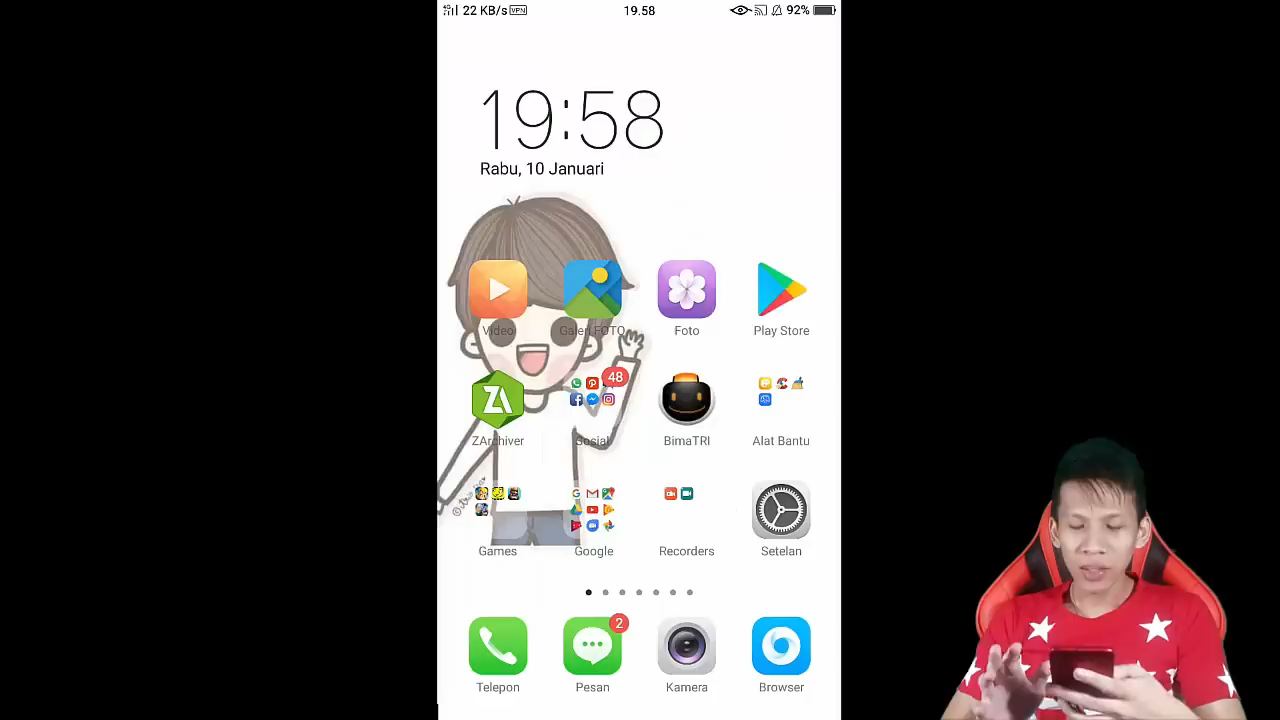 22 KB/s VPN 19.58 92%
19:58
Rabu, 10 Januari
Video Galeri FOTO Foto Play Store
48
ZArchiver Sosial BimaTRI Alat Bantu
Games Google Recorders Setelan
2
Telepon Pesan Kamera Browser